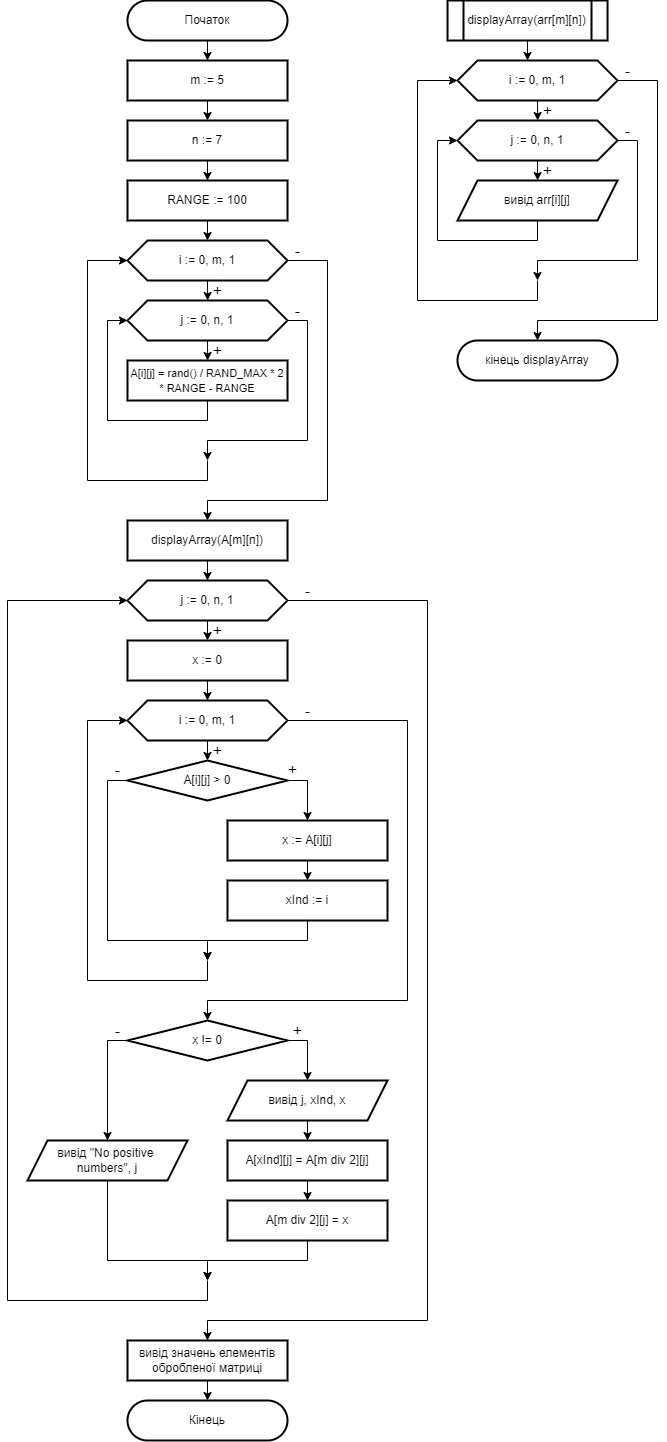 Початок
m := 5
n := 7
RANGE := 100
i := 0, m, 1
-
+
j := 0, n, 1
-
+
A[i][j] = rand() / RAND_MAX * 2
* RANGE - RANGE
displayArray(A[m][n])
j := 0, n, 1
-
+
x := 0
i := 0, m, 1
-
+
-
A[i][j] > 0
+
x := A[i][j]
xInd := i
-
x != 0
+
вивід j, xInd, x
вивід "No positive
numbers", j
A[xInd][j] = A[m div 2][j]
A[m div 2][j] = x
вивід значень елементів
обробленої матриці
Кінець
displayArray(arr[m][n])
i := 0, m, 1
-
+
j := 0, n, 1
-
+
вивід arr[i][j]
кінець displayArray